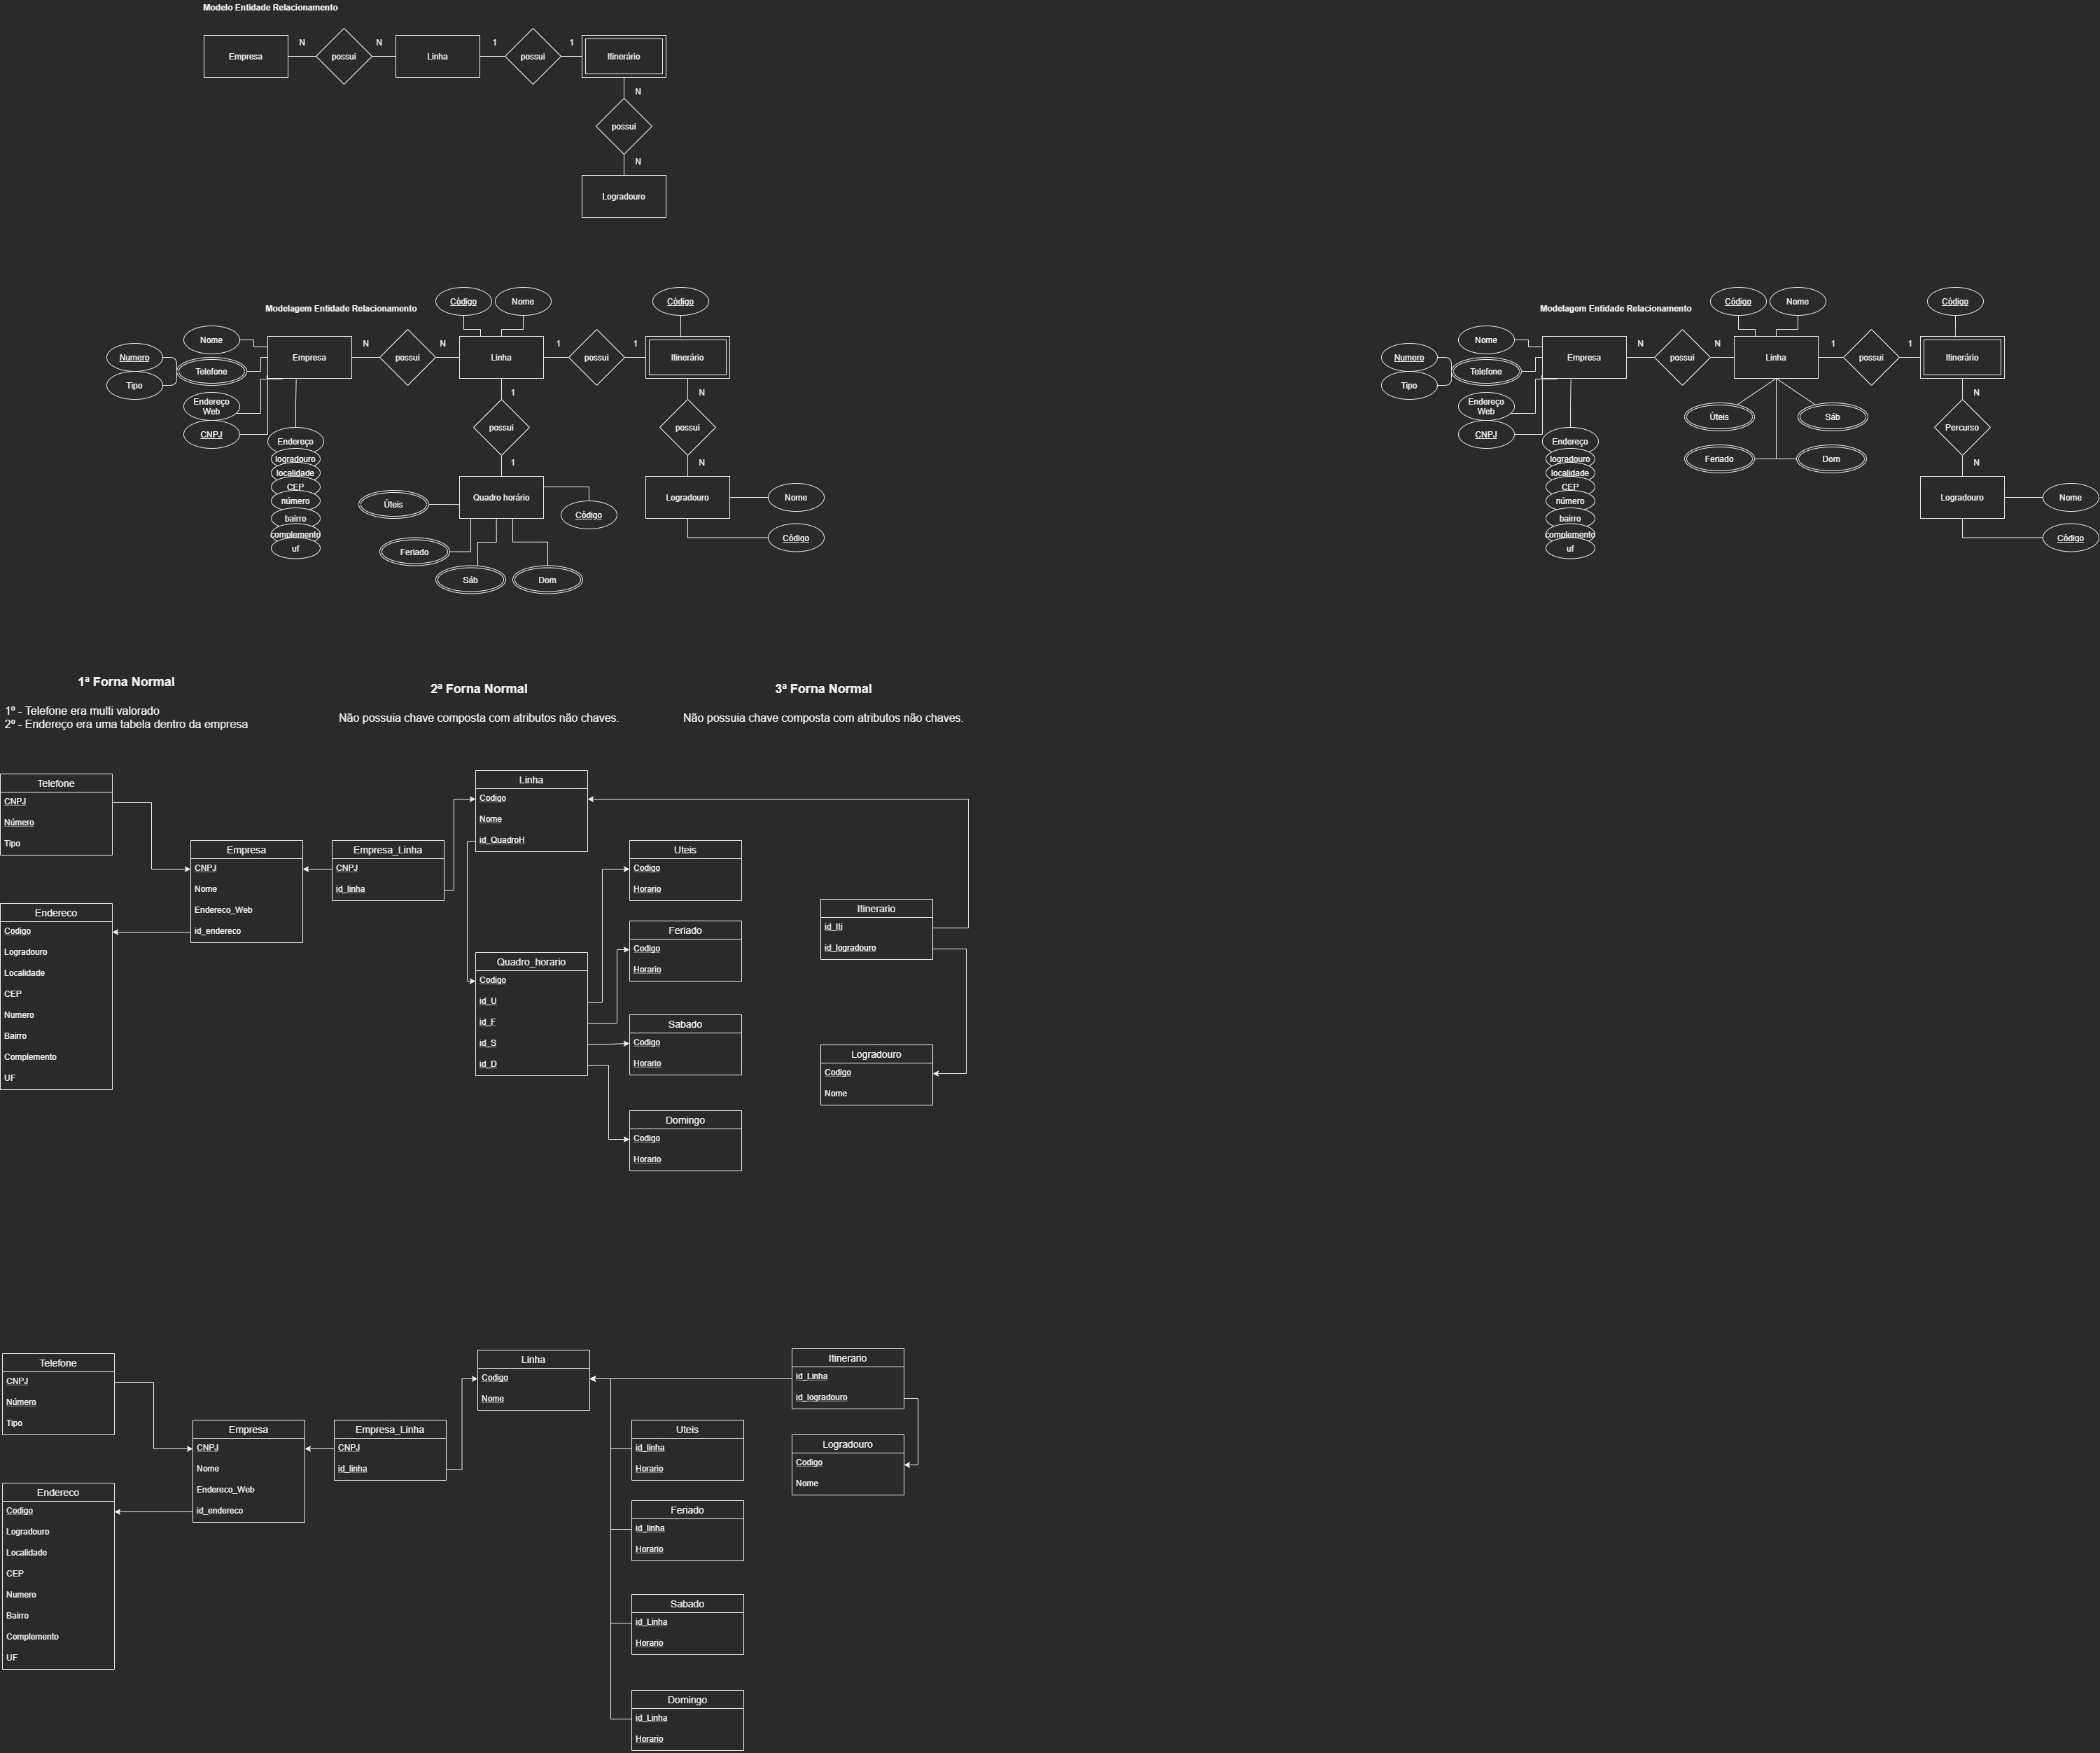 Modelo Entidade Relacionamento
Empresa
N
possui
N
Linha
1
possui
1
Itinerário
N
possui
N
Logradouro
Modelagem Entidade Relacionamento
Código
Nome
Código
Nome
Numero
Telefone
Tipo
Endereço
Web
CNPJ
Empresa
N
possui
N
Linha
1
possui
1
Itinerário
Endereço
logradouro
localidade
CEP
número
bairro
complemento
uf
1
possui
1
Quadro horário
Úteis
Código
Feriado
Sáb
Dom
N
possui
N
Logradouro
Nome
Código
Modelagem Entidade Relacionamento
Código
Nome
Código
Nome
Numero
Telefone
Tipo
Endereço
Web
CNPJ
Empresa
N
possui
N
Linha
1
possui
1
Itinerário
Endereço
logradouro
localidade
CEP
número
bairro
complemento
uf
Úteis
Sáb
Feriado
Dom
N
Percurso
N
Logradouro
Nome
Código
1ª Forna Normal
1º - Telefone era multi valorado
2º - Endereço era uma tabela dentro da empresa
2ª Forna Normal
Não possuia chave composta com atributos não chaves.
3ª Forna Normal
Não possuia chave composta com atributos não chaves.
Telefone
CNPJ
Número
Tipo
Endereco
Codigo
Logradouro
Localidade
CEP
Numero
Bairro
Complemento
UF
Empresa
CNPJ
Nome
Endereco_Web
id_endereco
Empresa_Linha
CNPJ
id_linha
Linha
Codigo
Nome
id_QuadroH
Quadro_horario
Codigo
id_U
id_F
id_S
id_D
Uteis
Codigo
Horario
Feriado
Codigo
Horario
Sabado
Codigo
Horario
Domingo
Codigo
Horario
Itinerario
id_Iti
id_logradouro
Logradouro
Codigo
Nome
Telefone
CNPJ
Número
Tipo
Endereco
Codigo
Logradouro
Localidade
CEP
Numero
Bairro
Complemento
UF
Empresa
CNPJ
Nome
Endereco_Web
id_endereco
Empresa_Linha
CNPJ
id_linha
Linha
Codigo
Nome
Uteis
id_linha
Horario
Feriado
id_linha
Horario
Sabado
id_Linha
Horario
Domingo
id_Linha
Horario
Itinerario
id_Linha
id_logradouro
Logradouro
Codigo
Nome